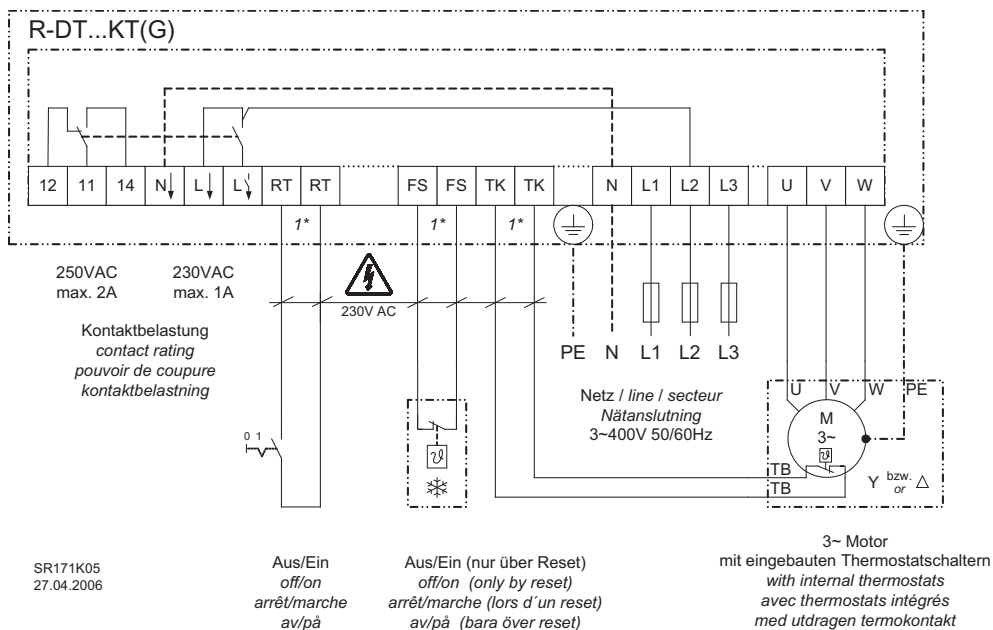 R-DT...KT(G)
12 11 14 N L L RT RT FS FS TK TK N L1 L2 L3 U V W
1* 1* 1*
250VAC
max. 2A
230VAC
max. 1A
230V AC
Kontaktbelastung
contact rating
pouvoir de coupure
kontaktbelastning
PE N L1 L2 L3
Netz / line / secteur
Nätanslutning
3~400V 50/60Hz
U V W PE
M
3~
ϑ
TB
TB
Y bzw. or △
0 1
ϑ
SR171K05
27.04.2006
Aus/Ein
off/on
arrêt/marche
av/på
Aus/Ein (nur über Reset)
off/on (only by reset)
arrêt/marche (lors d´un reset)
av/på (bara över reset)
3~ Motor
mit eingebauten Thermostatschaltern
with internal thermostats
avec thermostats intégrés
med utdragen termokontakt